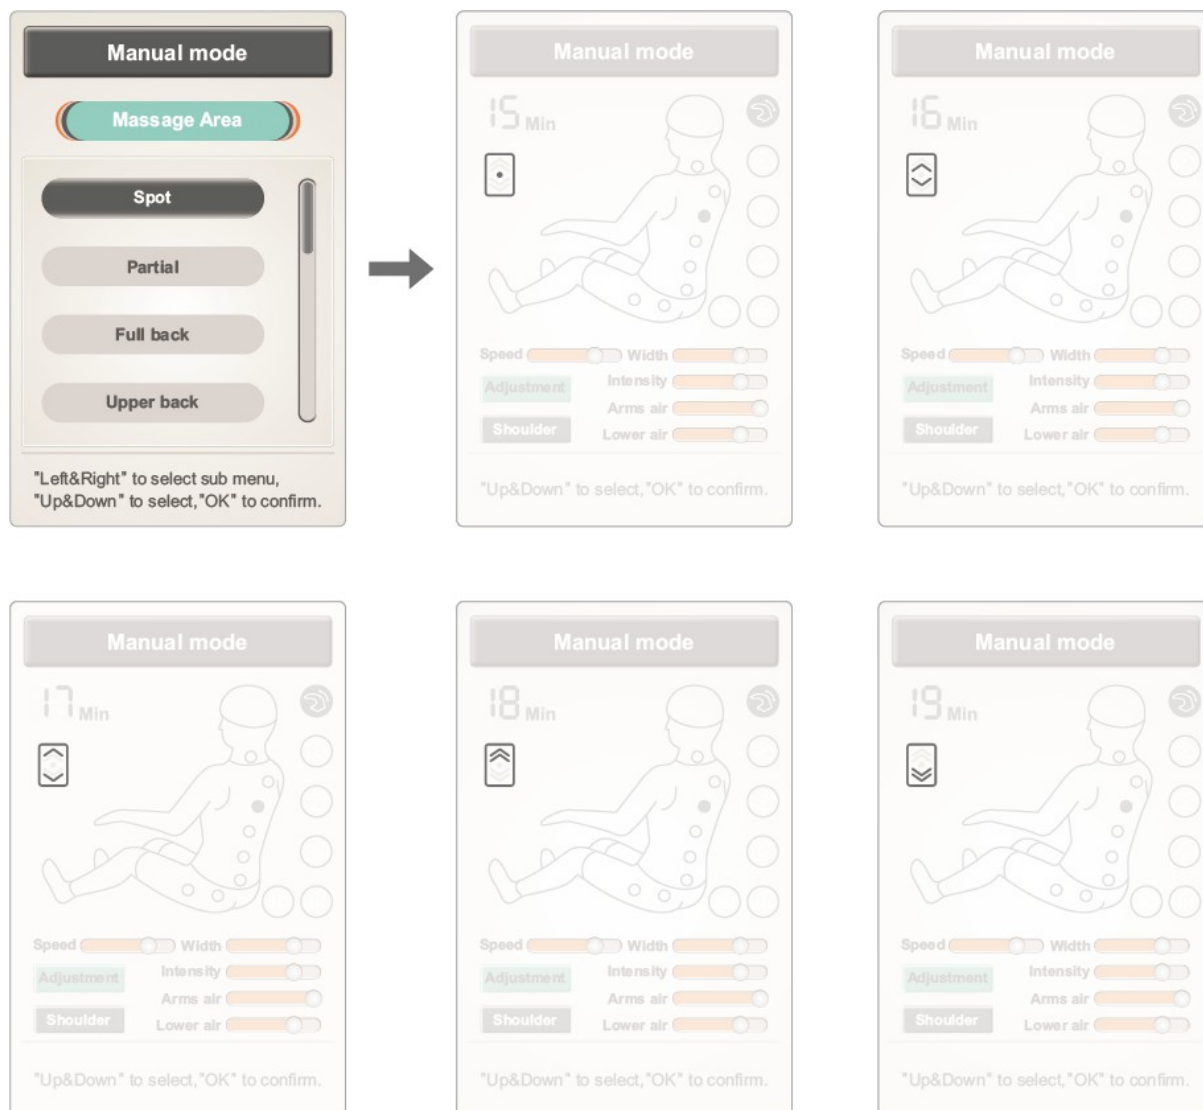 Manual mode
Massage Area
Spot
Partial
Full back
Upper back
"Left&Right" to select sub menu,
"Up&Down" to select,"OK" to confirm.
Manual mode
15 Min
Speed Width
Adjustment Intensity
Arms air
Shoulder Lower air
"Up&Down" to select,"OK" to confirm.
Manual mode
16 Min
Speed Width
Adjustment Intensity
Arms air
Shoulder Lower air
"Up&Down" to select,"OK" to confirm.
Manual mode
17 Min
Speed Width
Adjustment Intensity
Arms air
Shoulder Lower air
"Up&Down" to select,"OK" to confirm.
Manual mode
18 Min
Speed Width
Adjustment Intensity
Arms air
Shoulder Lower air
"Up&Down" to select,"OK" to confirm.
Manual mode
19 Min
Speed Width
Adjustment Intensity
Arms air
Shoulder Lower air
"Up&Down" to select,"OK" to confirm.